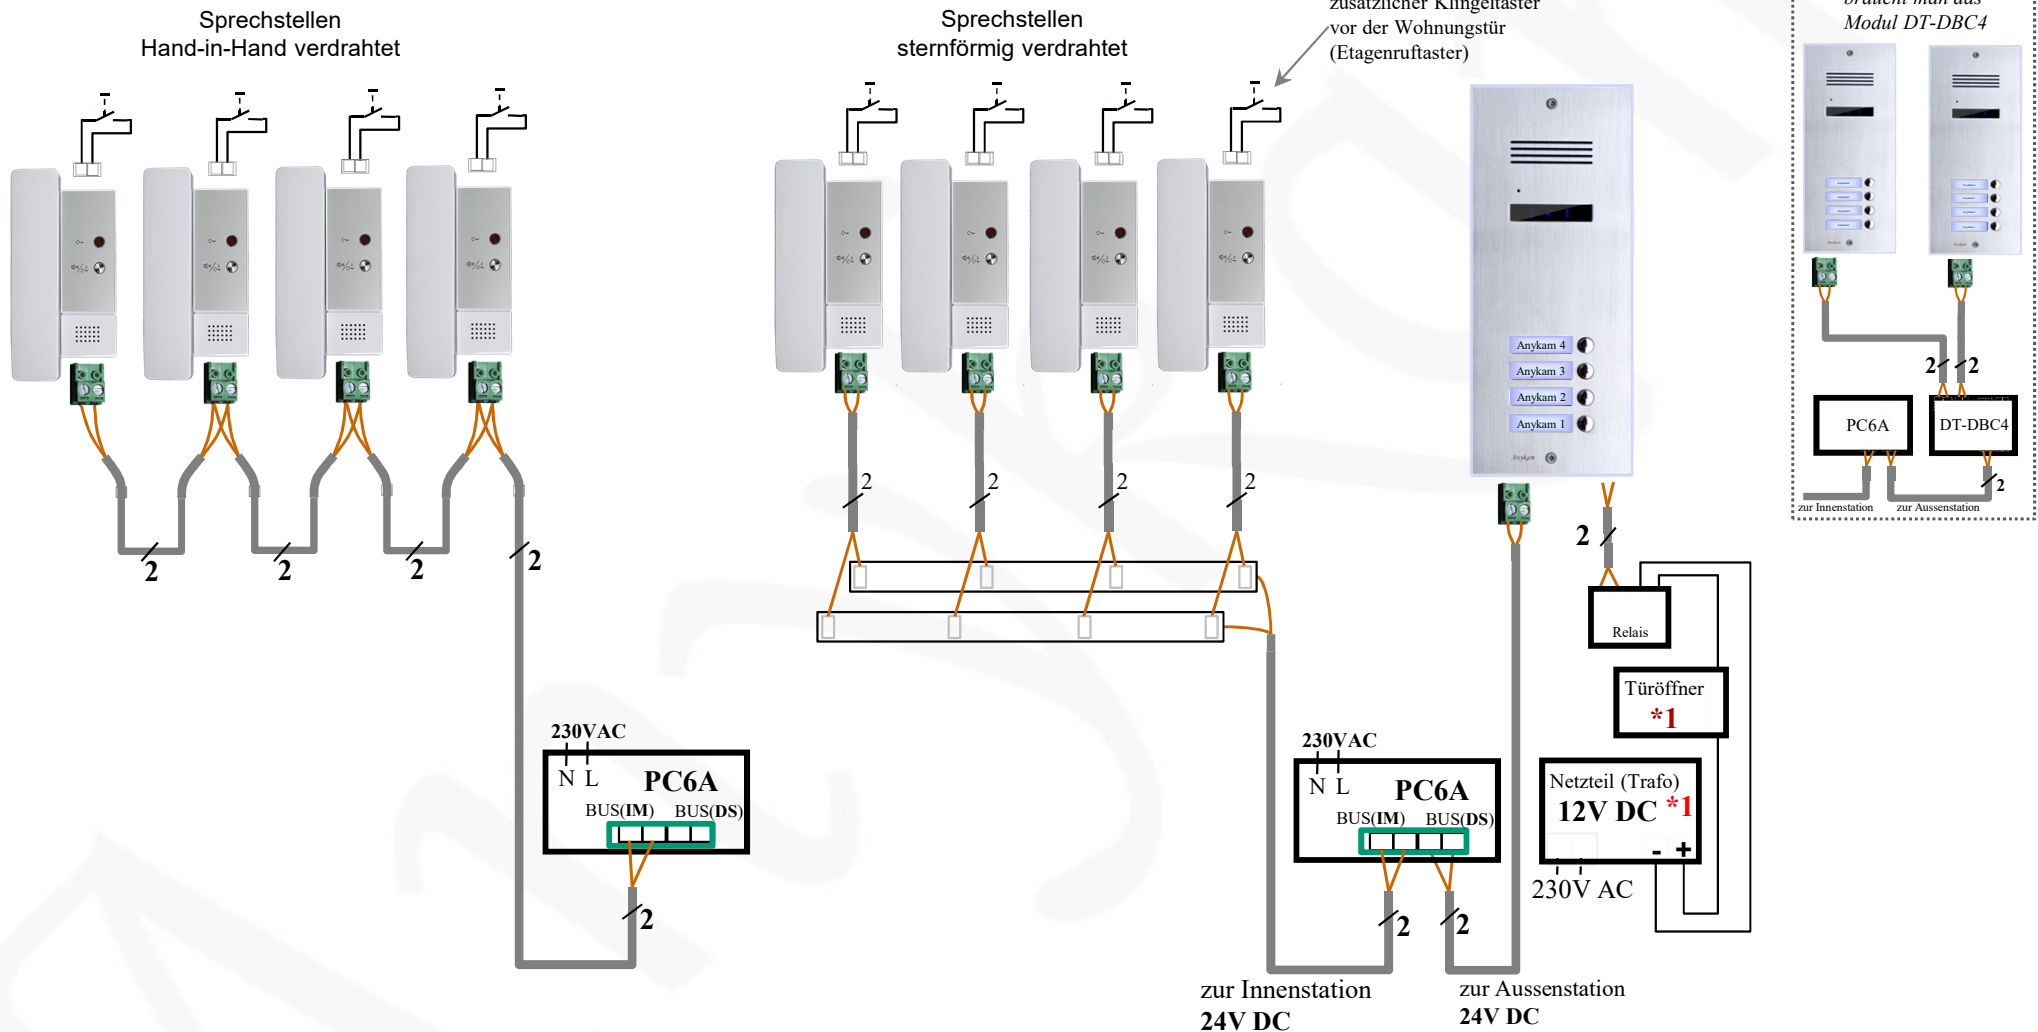 Sprechstellen
Hand-in-Hand verdrahtet
Sprechstellen
sternförmig verdrahtet
zusätzlicher Klingeltaster
vor der Wohnungstür
(Etagenruftaster)
braucht man das
Modul DT-DBC4
Anykam 4
Anykam 3
Anykam 2
Anykam 1
Anykam
2
2
2
2
2
2
2
2
2
2
2
PC6A
DT-DBC4
2
zur Innenstation
zur Aussenstation
2
Relais
Türöffner
*1
Netzteil (Trafo)
12V DC *1
- +
230V AC
230VAC
N L
PC6A
BUS(IM)
BUS(DS)
2
230VAC
N L
PC6A
BUS(IM)
BUS(DS)
2
2
zur Innenstation
24V DC
zur Aussenstation
24V DC